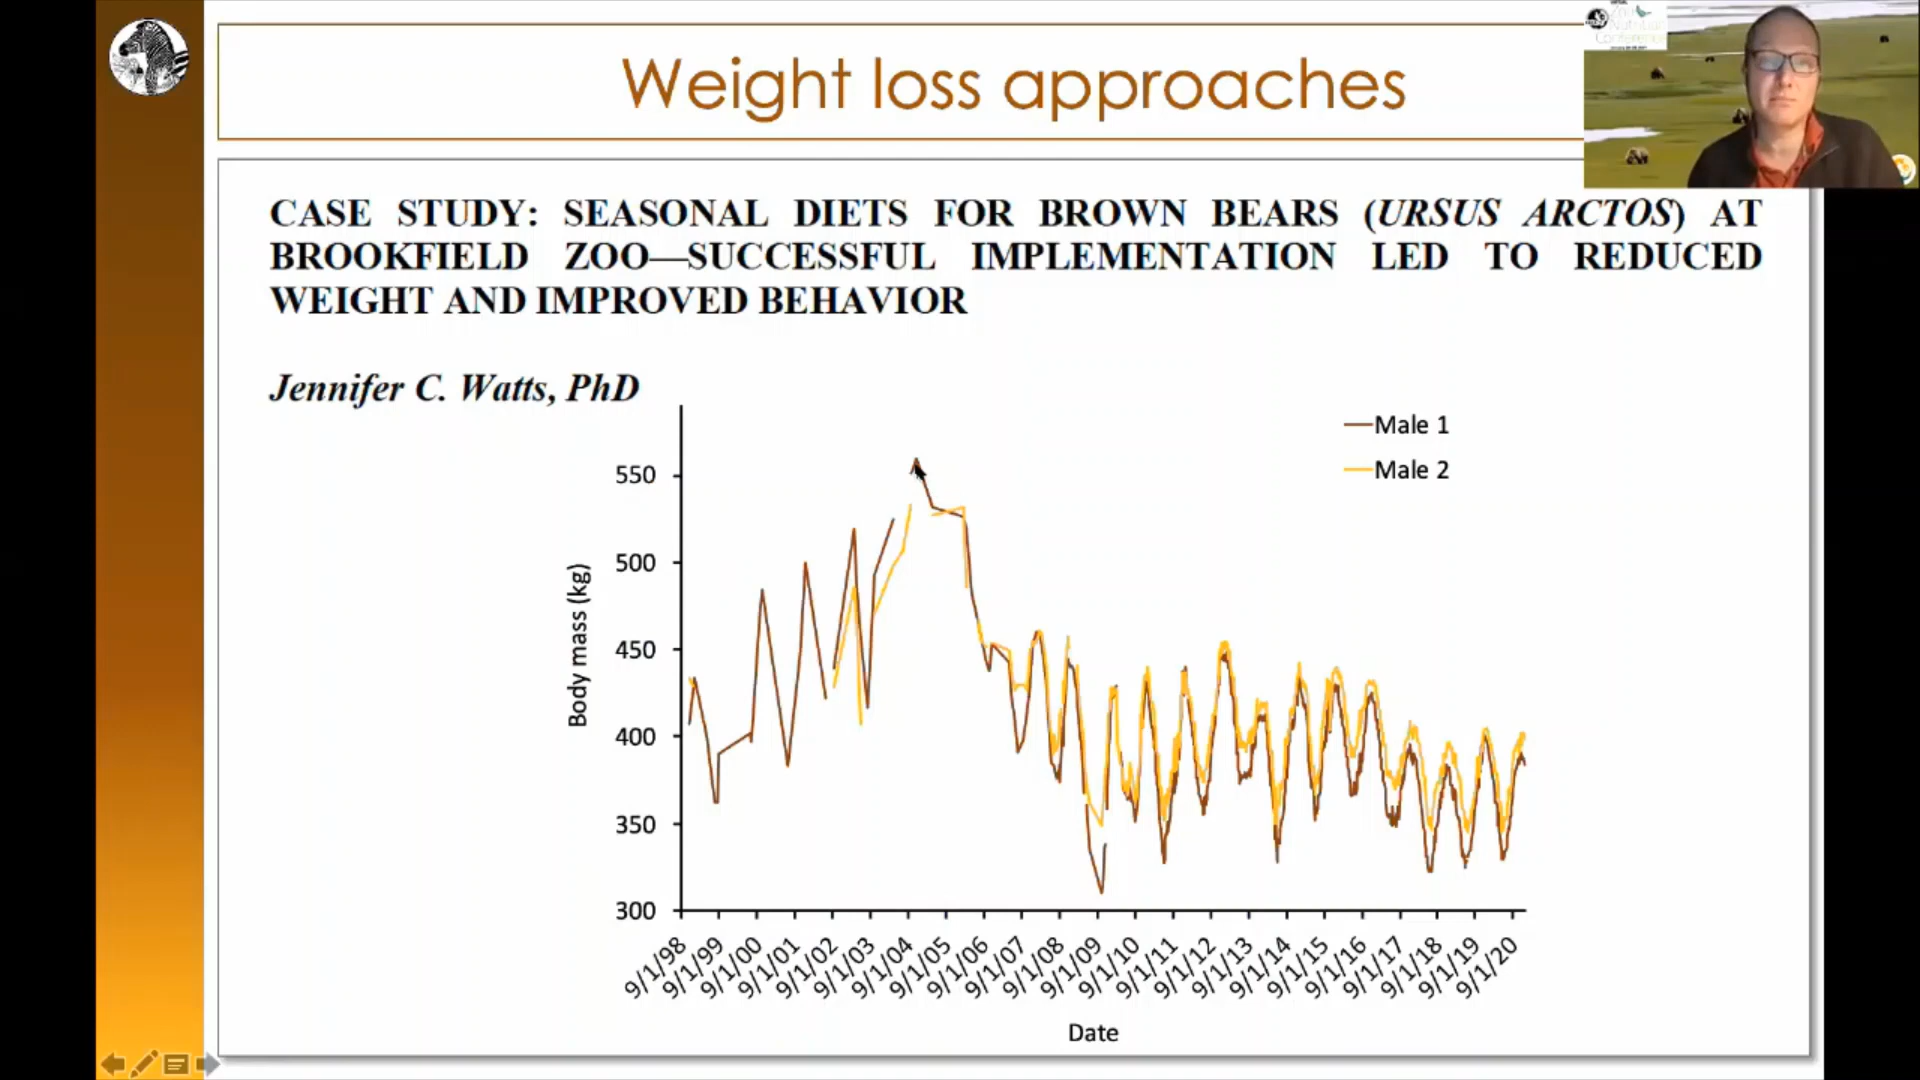 Weight loss approaches
VIRTUAL
Zoo
Nutrition
Conference
CASE STUDY: SEASONAL DIETS FOR BROWN BEARS (URSUS ARCTOS) AT
BROOKFIELD ZOO—SUCCESSFUL IMPLEMENTATION LED TO REDUCED
WEIGHT AND IMPROVED BEHAVIOR
Jennifer C. Watts, PhD
Male 1
Male 2
Body mass (kg)
550
500
450
400
350
300
9/1/98
9/1/99
9/1/00
9/1/01
9/1/02
9/1/03
9/1/04
9/1/05
9/1/06
9/1/07
9/1/08
9/1/09
9/1/10
9/1/11
9/1/12
9/1/13
9/1/14
9/1/15
9/1/16
9/1/17
9/1/18
9/1/19
9/1/20
Date